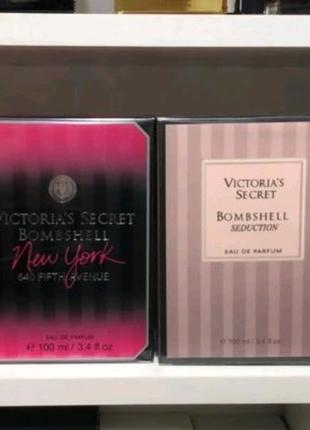 VICTORIA'S SECRET
BOMBSHELL
New York
640 FIFTH AVENUE
EAU DE PARFUM
℮ 100 ml / 3.4 fl oz
VICTORIA'S
SECRET
BOMBSHELL
SEDUCTION
EAU DE PARFUM
℮ 100 ml / 3.4 fl oz